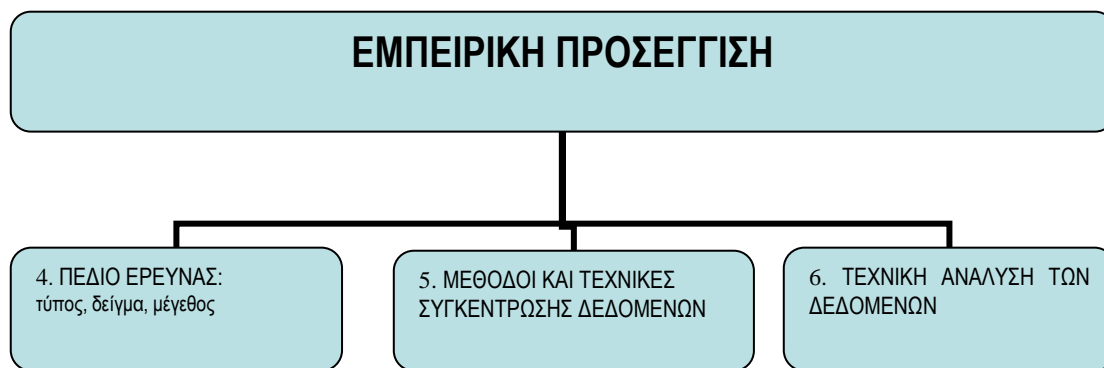 ΕΜΠΕΙΡΙΚΗ ΠΡΟΣΕΓΓΙΣΗ
4. ΠΕΔΙΟ ΕΡΕΥΝΑΣ:
τύπος, δείγμα, μέγεθος
5. ΜΕΘΟΔΟΙ ΚΑΙ ΤΕΧΝΙΚΕΣ
ΣΥΓΚΕΝΤΡΩΣΗΣ ΔΕΔΟΜΕΝΩΝ
6. ΤΕΧΝΙΚΗ ΑΝΑΛΥΣΗ ΤΩΝ
ΔΕΔΟΜΕΝΩΝ